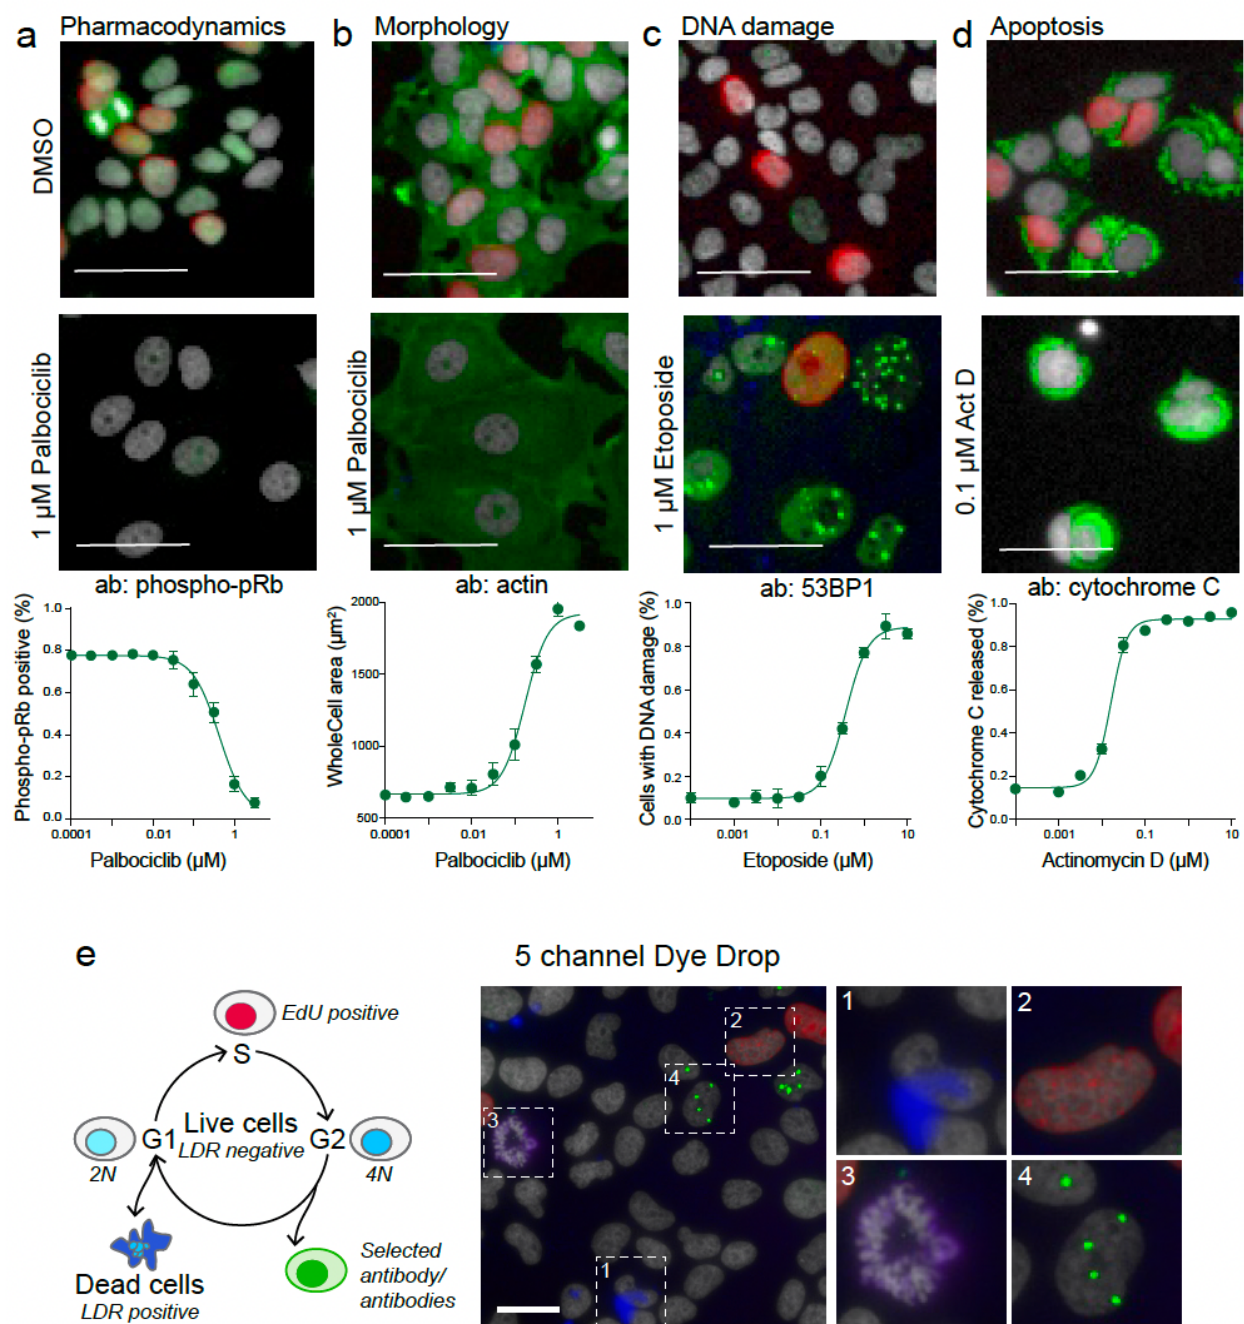 a Pharmacodynamics
b Morphology
c DNA damage
d Apoptosis
DMSO
1 µM Palbociclib
1 µM Palbociclib
1 µM Etoposide
0.1 µM Act D
ab: phospho-pRb
ab: actin
ab: 53BP1
ab: cytochrome C
Phospho-pRb positive (%)
1.0
0.8
0.6
0.4
0.2
0.0
0.0001
0.01
1
Palbociclib (µM)
WholeCell area (µm²)
2000
1500
1000
500
0.0001
0.01
1
Palbociclib (µM)
Cells with DNA damage (%)
1.0
0.8
0.6
0.4
0.2
0.0
0.001
0.1
10
Etoposide (µM)
Cytochrome C released (%)
1.0
0.8
0.6
0.4
0.2
0.0
0.001
0.1
10
Actinomycin D (µM)
e
5 channel Dye Drop
EdU positive
S
Live cells
LDR negative
G1
G2
2N
4N
Dead cells
LDR positive
Selected
antibody/
antibodies
2
4
3
1
1
2
3
4